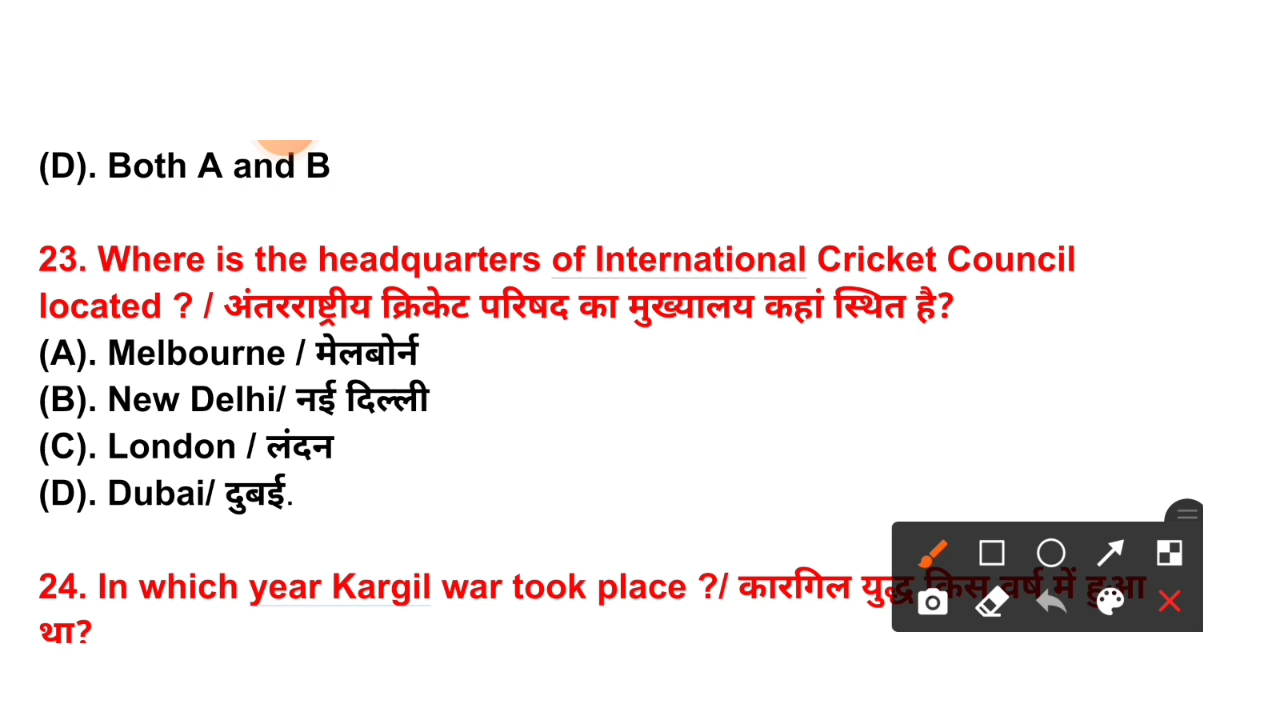 (D). Both A and B
23. Where is the headquarters of International Cricket Council
located ? / अंतरराष्ट्रीय क्रिकेट परिषद का मुख्यालय कहां स्थित है?
(A). Melbourne / मेलबोर्न
(B). New Delhi/ नई दिल्ली
(C). London / लंदन
(D). Dubai/ दुबई.
24. In which year Kargil war took place ?/ कारगिल युद्ध किस वर्ष में हुआ
था?